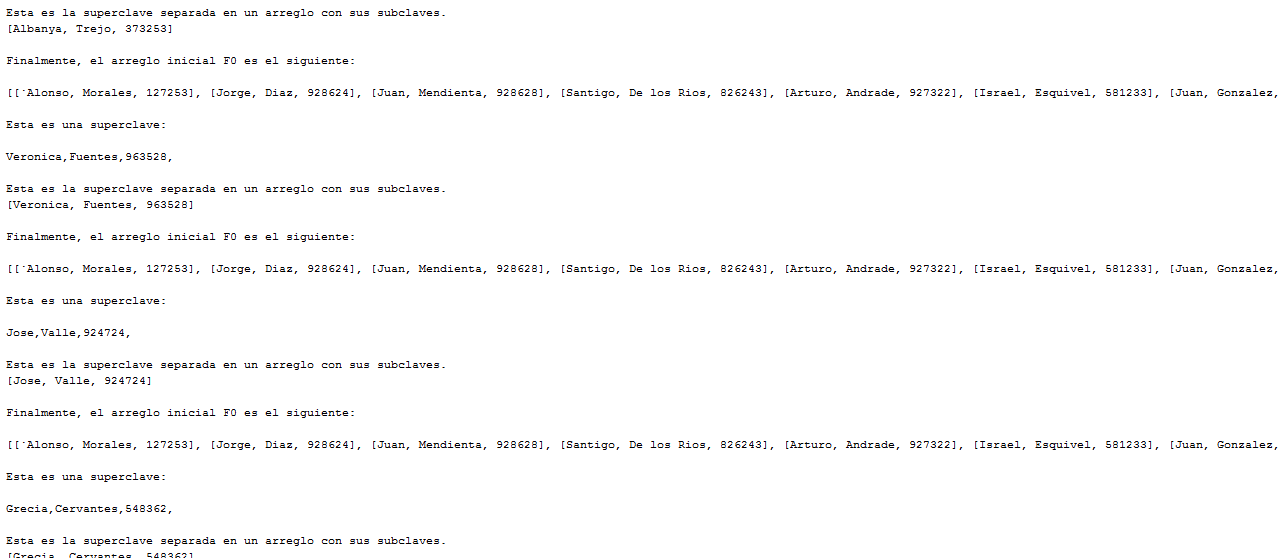 Esta es la superclave separada en un arreglo con sus subclaves.
[Albanya, Trejo, 373253]
Finalmente, el arreglo inicial F0 es el siguiente:
[[´Alonso, Morales, 127253], [Jorge, Diaz, 928624], [Juan, Mendienta, 928628], [Santigo, De los Rios, 826243], [Arturo, Andrade, 927322], [Israel, Esquivel, 581233], [Juan, Gonzalez,
Esta es una superclave:
Veronica,Fuentes,963528,
Esta es la superclave separada en un arreglo con sus subclaves.
[Veronica, Fuentes, 963528]
Finalmente, el arreglo inicial F0 es el siguiente:
[[´Alonso, Morales, 127253], [Jorge, Diaz, 928624], [Juan, Mendienta, 928628], [Santigo, De los Rios, 826243], [Arturo, Andrade, 927322], [Israel, Esquivel, 581233], [Juan, Gonzalez,
Esta es una superclave:
Jose,Valle,924724,
Esta es la superclave separada en un arreglo con sus subclaves.
[Jose, Valle, 924724]
Finalmente, el arreglo inicial F0 es el siguiente:
[[´Alonso, Morales, 127253], [Jorge, Diaz, 928624], [Juan, Mendienta, 928628], [Santigo, De los Rios, 826243], [Arturo, Andrade, 927322], [Israel, Esquivel, 581233], [Juan, Gonzalez,
Esta es una superclave:
Grecia,Cervantes,548362,
Esta es la superclave separada en un arreglo con sus subclaves.
[Grecia, Cervantes, 548362]